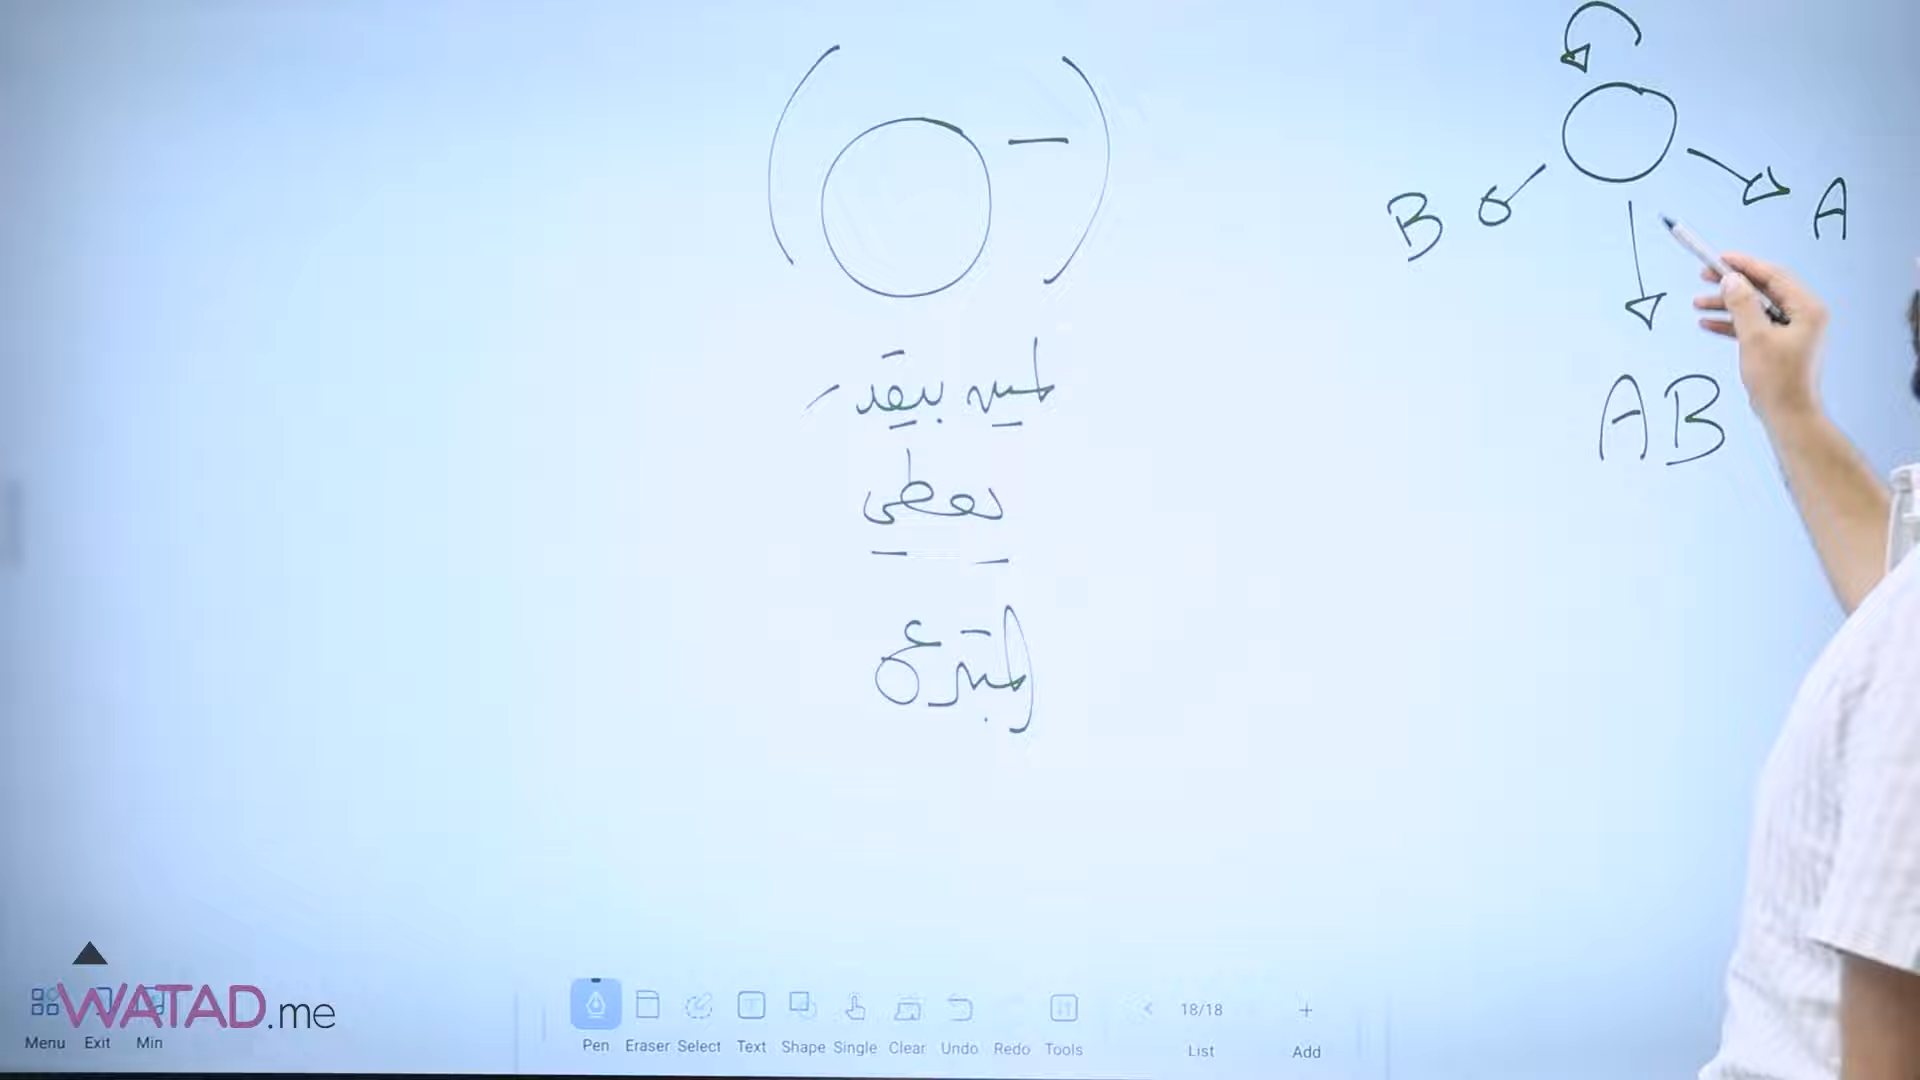 (O -)
O
A
B
AB
بيقدر
يعطي
المتبرع
WATAD.me
Menu Exit Min
Pen Eraser Select Text Shape Single Clear Undo Redo Tools
18/18
List
Add